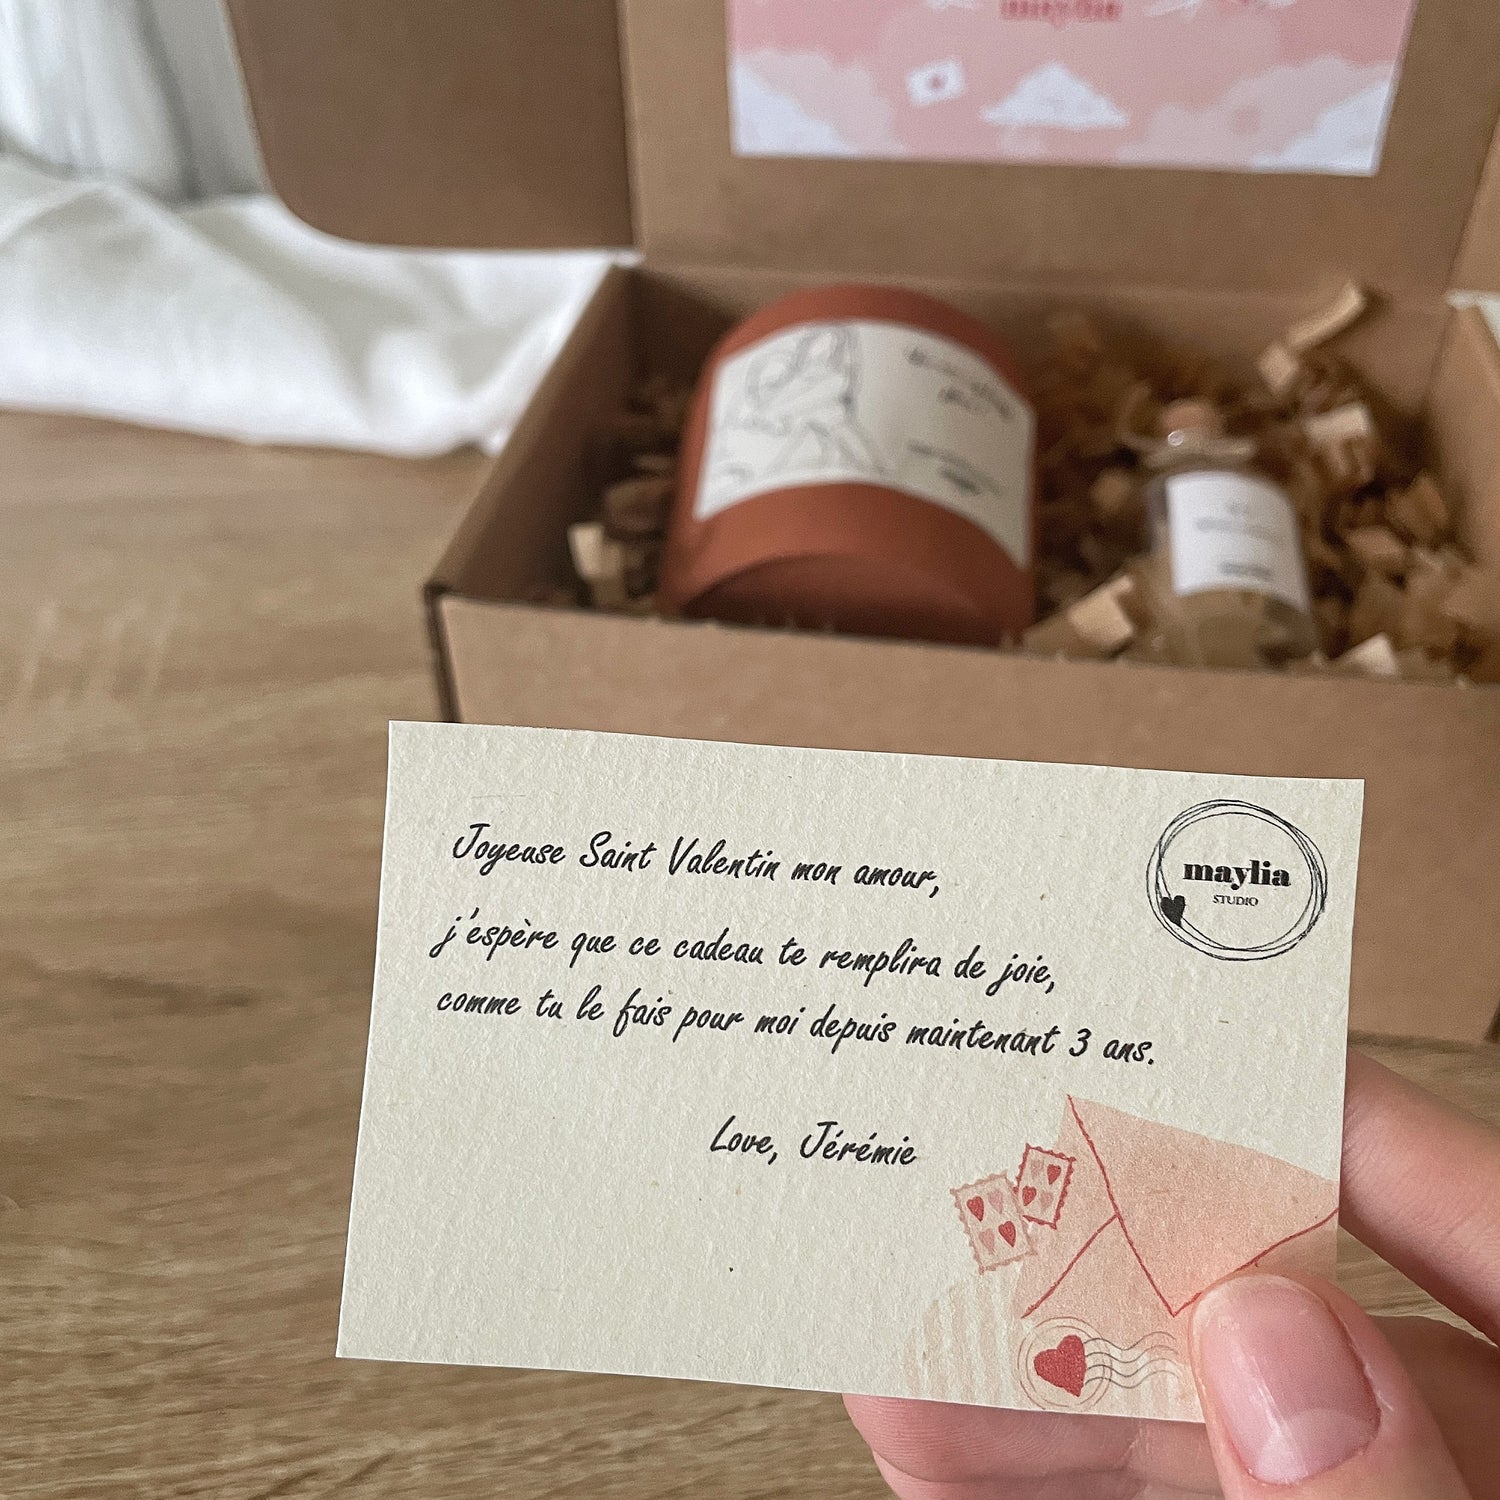 maylia
Joyeuse Saint Valentin mon amour,
maylia
STUDIO
j'espère que ce cadeau te remplira de joie,
comme tu le fais pour moi depuis maintenant 3 ans.
Love, Jérémie